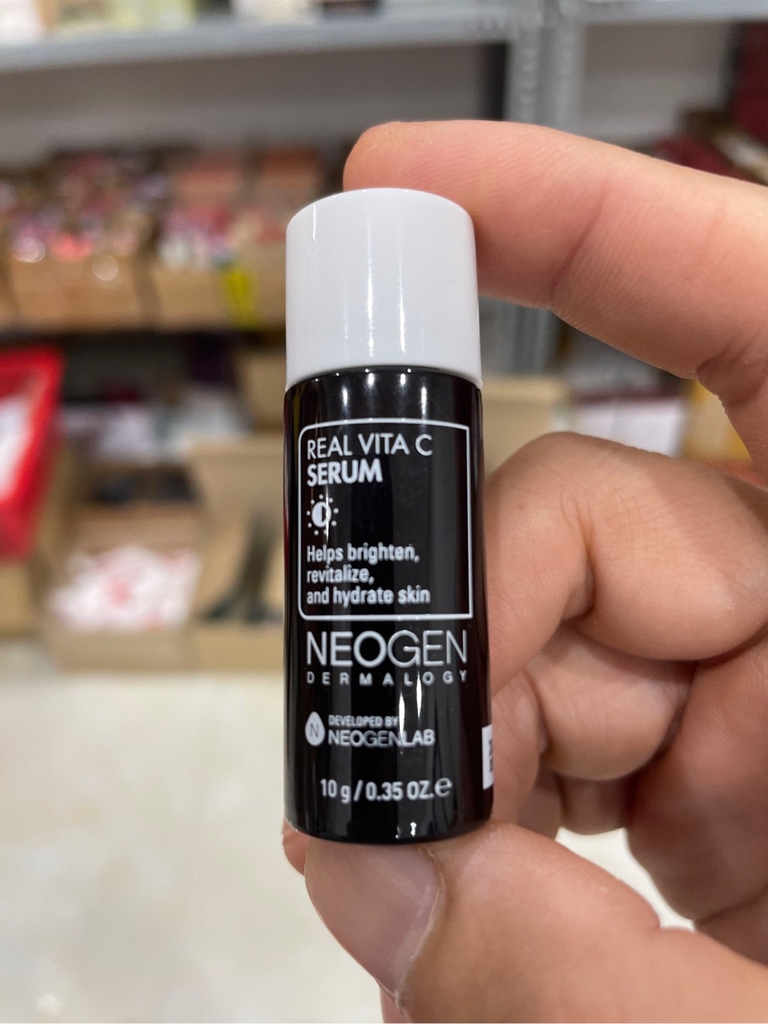 REAL VITA C
SERUM
Helps brighten,
revitalize,
and hydrate skin
NEOGEN
DERMALOGY
N
DEVELOPED BY
NEOGENLAB
10 g / 0.35 OZ. ℮